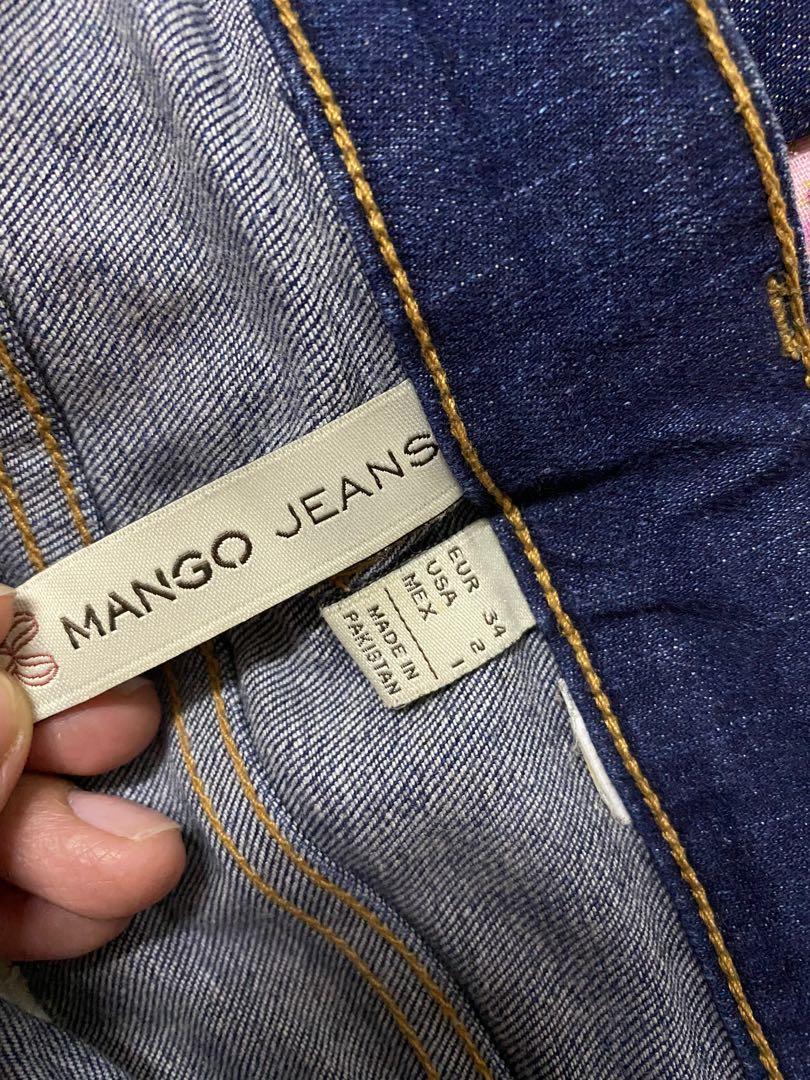 MANGO JEANS
EUR 34
USA 2
MEX 1
MADE IN
PAKISTAN